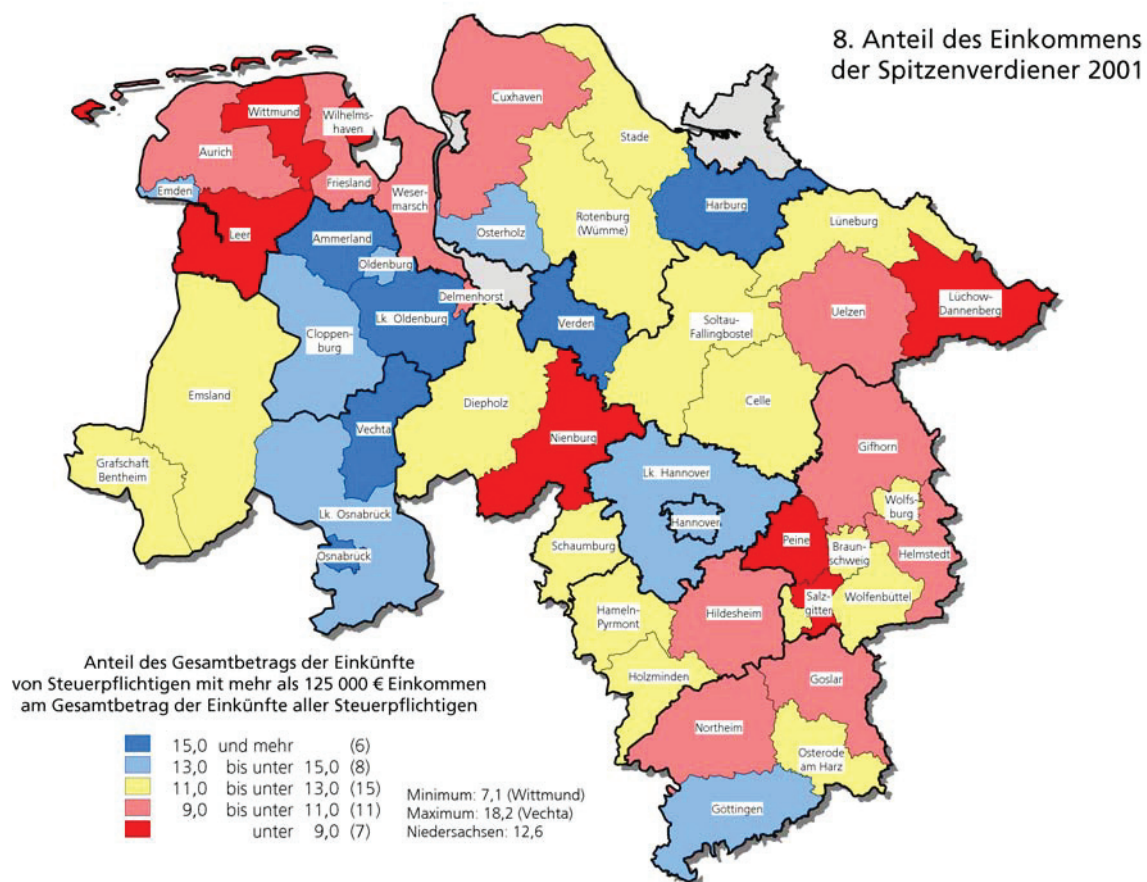 8. Anteil des Einkommens
der Spitzenverdiener 2001
Cuxhaven
Wittmund
Wilhelms-
haven
Stade
Aurich
Emden
Friesland
Weser-
marsch
Harburg
Rotenburg
(Wümme)
Lüneburg
Leer
Ammerland
Osterholz
Oldenburg
Delmenhorst
Lüchow-
Dannenberg
Uelzen
Lk. Oldenburg
Verden
Soltau-
Fallingbostel
Cloppen-
burg
Emsland
Diepholz
Celle
Vechta
Nienburg
Gifhorn
Grafschaft
Bentheim
Lk. Hannover
Wolfs-
burg
Lk. Osnabrück
Hannover
Peine
Schaumburg
Braun-
schweig
Osnabrück
Helmstedt
Salz-
gitter
Wolfenbüttel
Hameln-
Pyrmont
Hildesheim
Holzminden
Goslar
Northeim
Osterode
am Harz
Göttingen
Anteil des Gesamtbetrags der Einkünfte
von Steuerpflichtigen mit mehr als 125 000 € Einkommen
am Gesamtbetrag der Einkünfte aller Steuerpflichtigen
15,0 und mehr (6)
13,0 bis unter 15,0 (8)
11,0 bis unter 13,0 (15)
9,0 bis unter 11,0 (11)
unter 9,0 (7)
Minimum: 7,1 (Wittmund)
Maximum: 18,2 (Vechta)
Niedersachsen: 12,6